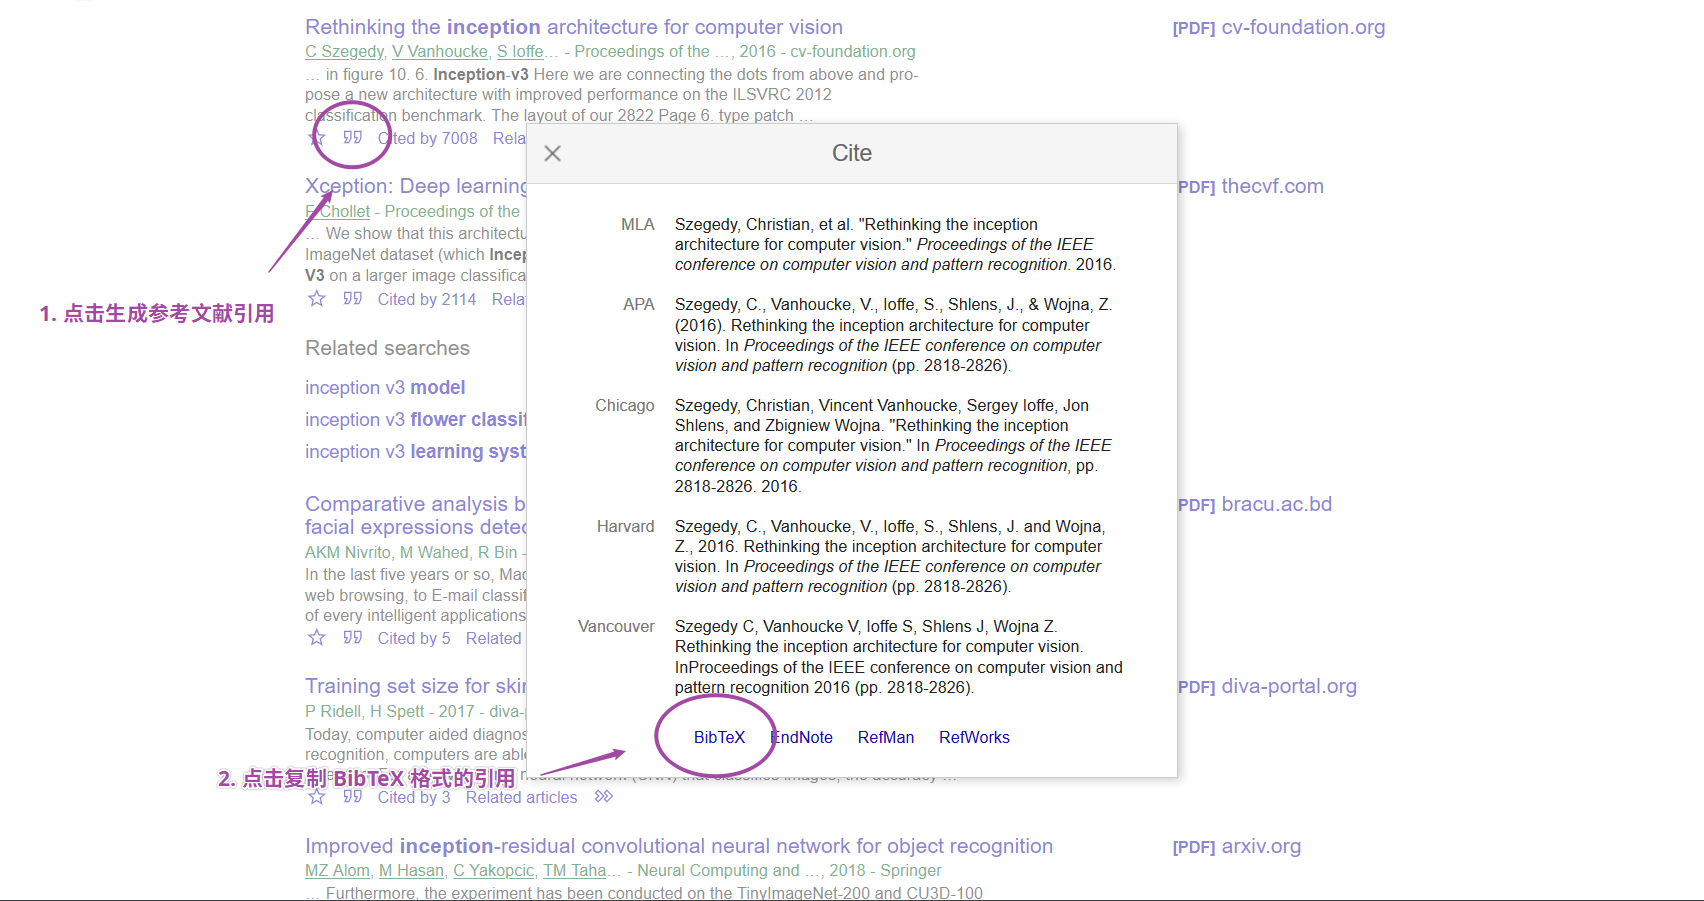 Rethinking the inception architecture for computer vision
[PDF] cv-foundation.org
C Szegedy, V Vanhoucke, S Ioffe… - Proceedings of the …, 2016 - cv-foundation.org
… in figure 10. 6. Inception-v3 Here we are connecting the dots from above and pro-
pose a new architecture with improved performance on the ILSVRC 2012
classification benchmark. The layout of our 2822 Page 6. type patch …
Cited by 7008 Rela
Xception: Deep learning
PDF] thecvf.com
F Chollet - Proceedings of the
… We show that this architectu
ImageNet dataset (which Incep
V3 on a larger image classifica
Cited by 2114 Rela
1. 点击生成参考文献引用
Related searches
inception v3 model
inception v3 flower classif
inception v3 learning syst
Comparative analysis b
facial expressions detec
PDF] bracu.ac.bd
AKM Nivrito, M Wahed, R Bin -
In the last five years or so, Mac
web browsing, to E-mail classif
of every intelligent applications
Cited by 5 Related
Training set size for skin
PDF] diva-portal.org
P Ridell, H Spett - 2017 - diva-p
Today, computer aided diagnos
recognition, computers are able
2. 点击复制 BibTeX 格式的引用
neural network (CNN) that classifies images, the accuracy …
Cited by 3 Related articles
Improved inception-residual convolutional neural network for object recognition
[PDF] arxiv.org
MZ Alom, M Hasan, C Yakopcic, TM Taha… - Neural Computing and …, 2018 - Springer
… Furthermore, the experiment has been conducted on the TinyImageNet-200 and CU3D-100
Cite
MLA
Szegedy, Christian, et al. "Rethinking the inception
architecture for computer vision." Proceedings of the IEEE
conference on computer vision and pattern recognition. 2016.
APA
Szegedy, C., Vanhoucke, V., Ioffe, S., Shlens, J., & Wojna, Z.
(2016). Rethinking the inception architecture for computer
vision. In Proceedings of the IEEE conference on computer
vision and pattern recognition (pp. 2818-2826).
Chicago
Szegedy, Christian, Vincent Vanhoucke, Sergey Ioffe, Jon
Shlens, and Zbigniew Wojna. "Rethinking the inception
architecture for computer vision." In Proceedings of the IEEE
conference on computer vision and pattern recognition, pp.
2818-2826. 2016.
Harvard
Szegedy, C., Vanhoucke, V., Ioffe, S., Shlens, J. and Wojna,
Z., 2016. Rethinking the inception architecture for computer
vision. In Proceedings of the IEEE conference on computer
vision and pattern recognition (pp. 2818-2826).
Vancouver
Szegedy C, Vanhoucke V, Ioffe S, Shlens J, Wojna Z.
Rethinking the inception architecture for computer vision.
InProceedings of the IEEE conference on computer vision and
pattern recognition 2016 (pp. 2818-2826).
BibTeX EndNote RefMan RefWorks